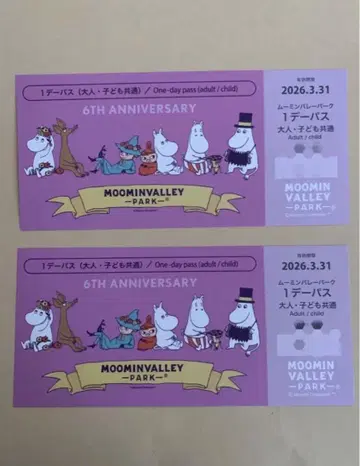 1デーパス（大人・子ども共通）／ One-day pass (adult / child)
6TH ANNIVERSARY
MOOMINVALLEY
PARK
有効期限
2026.3.31
ムーミンバレーパーク
1デーパス
大人・子ども共通
Adult / child
MOOMIN
VALLEY
PARK
1デーパス（大人・子ども共通）／ One-day pass (adult / child)
6TH ANNIVERSARY
MOOMINVALLEY
PARK
有効期限
2026.3.31
ムーミンバレーパーク
1デーパス
大人・子ども共通
Adult / child
MOOMIN
VALLEY
PARK